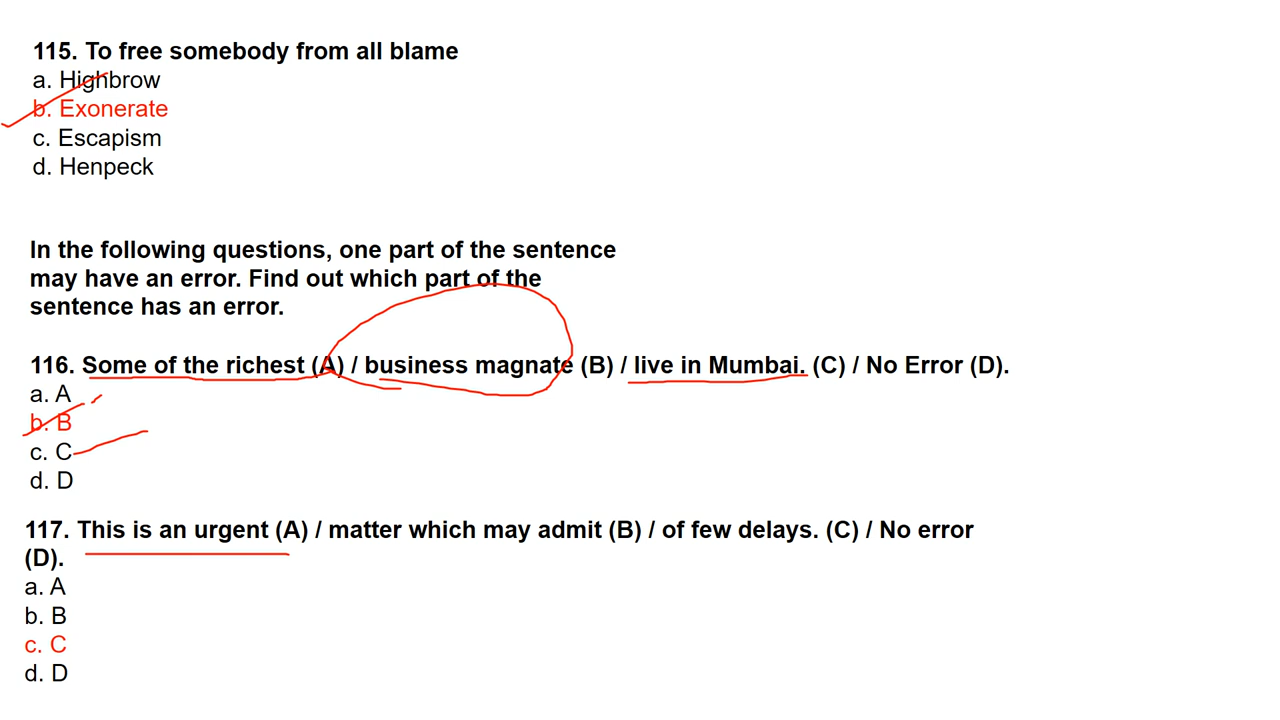 115. To free somebody from all blame
a. Highbrow
b. Exonerate
c. Escapism
d. Henpeck
In the following questions, one part of the sentence
may have an error. Find out which part of the
sentence has an error.
116. Some of the richest (A) / business magnate (B) / live in Mumbai. (C) / No Error (D).
a. A
b. B
c. C
d. D
117. This is an urgent (A) / matter which may admit (B) / of few delays. (C) / No error
(D).
a. A
b. B
c. C
d. D